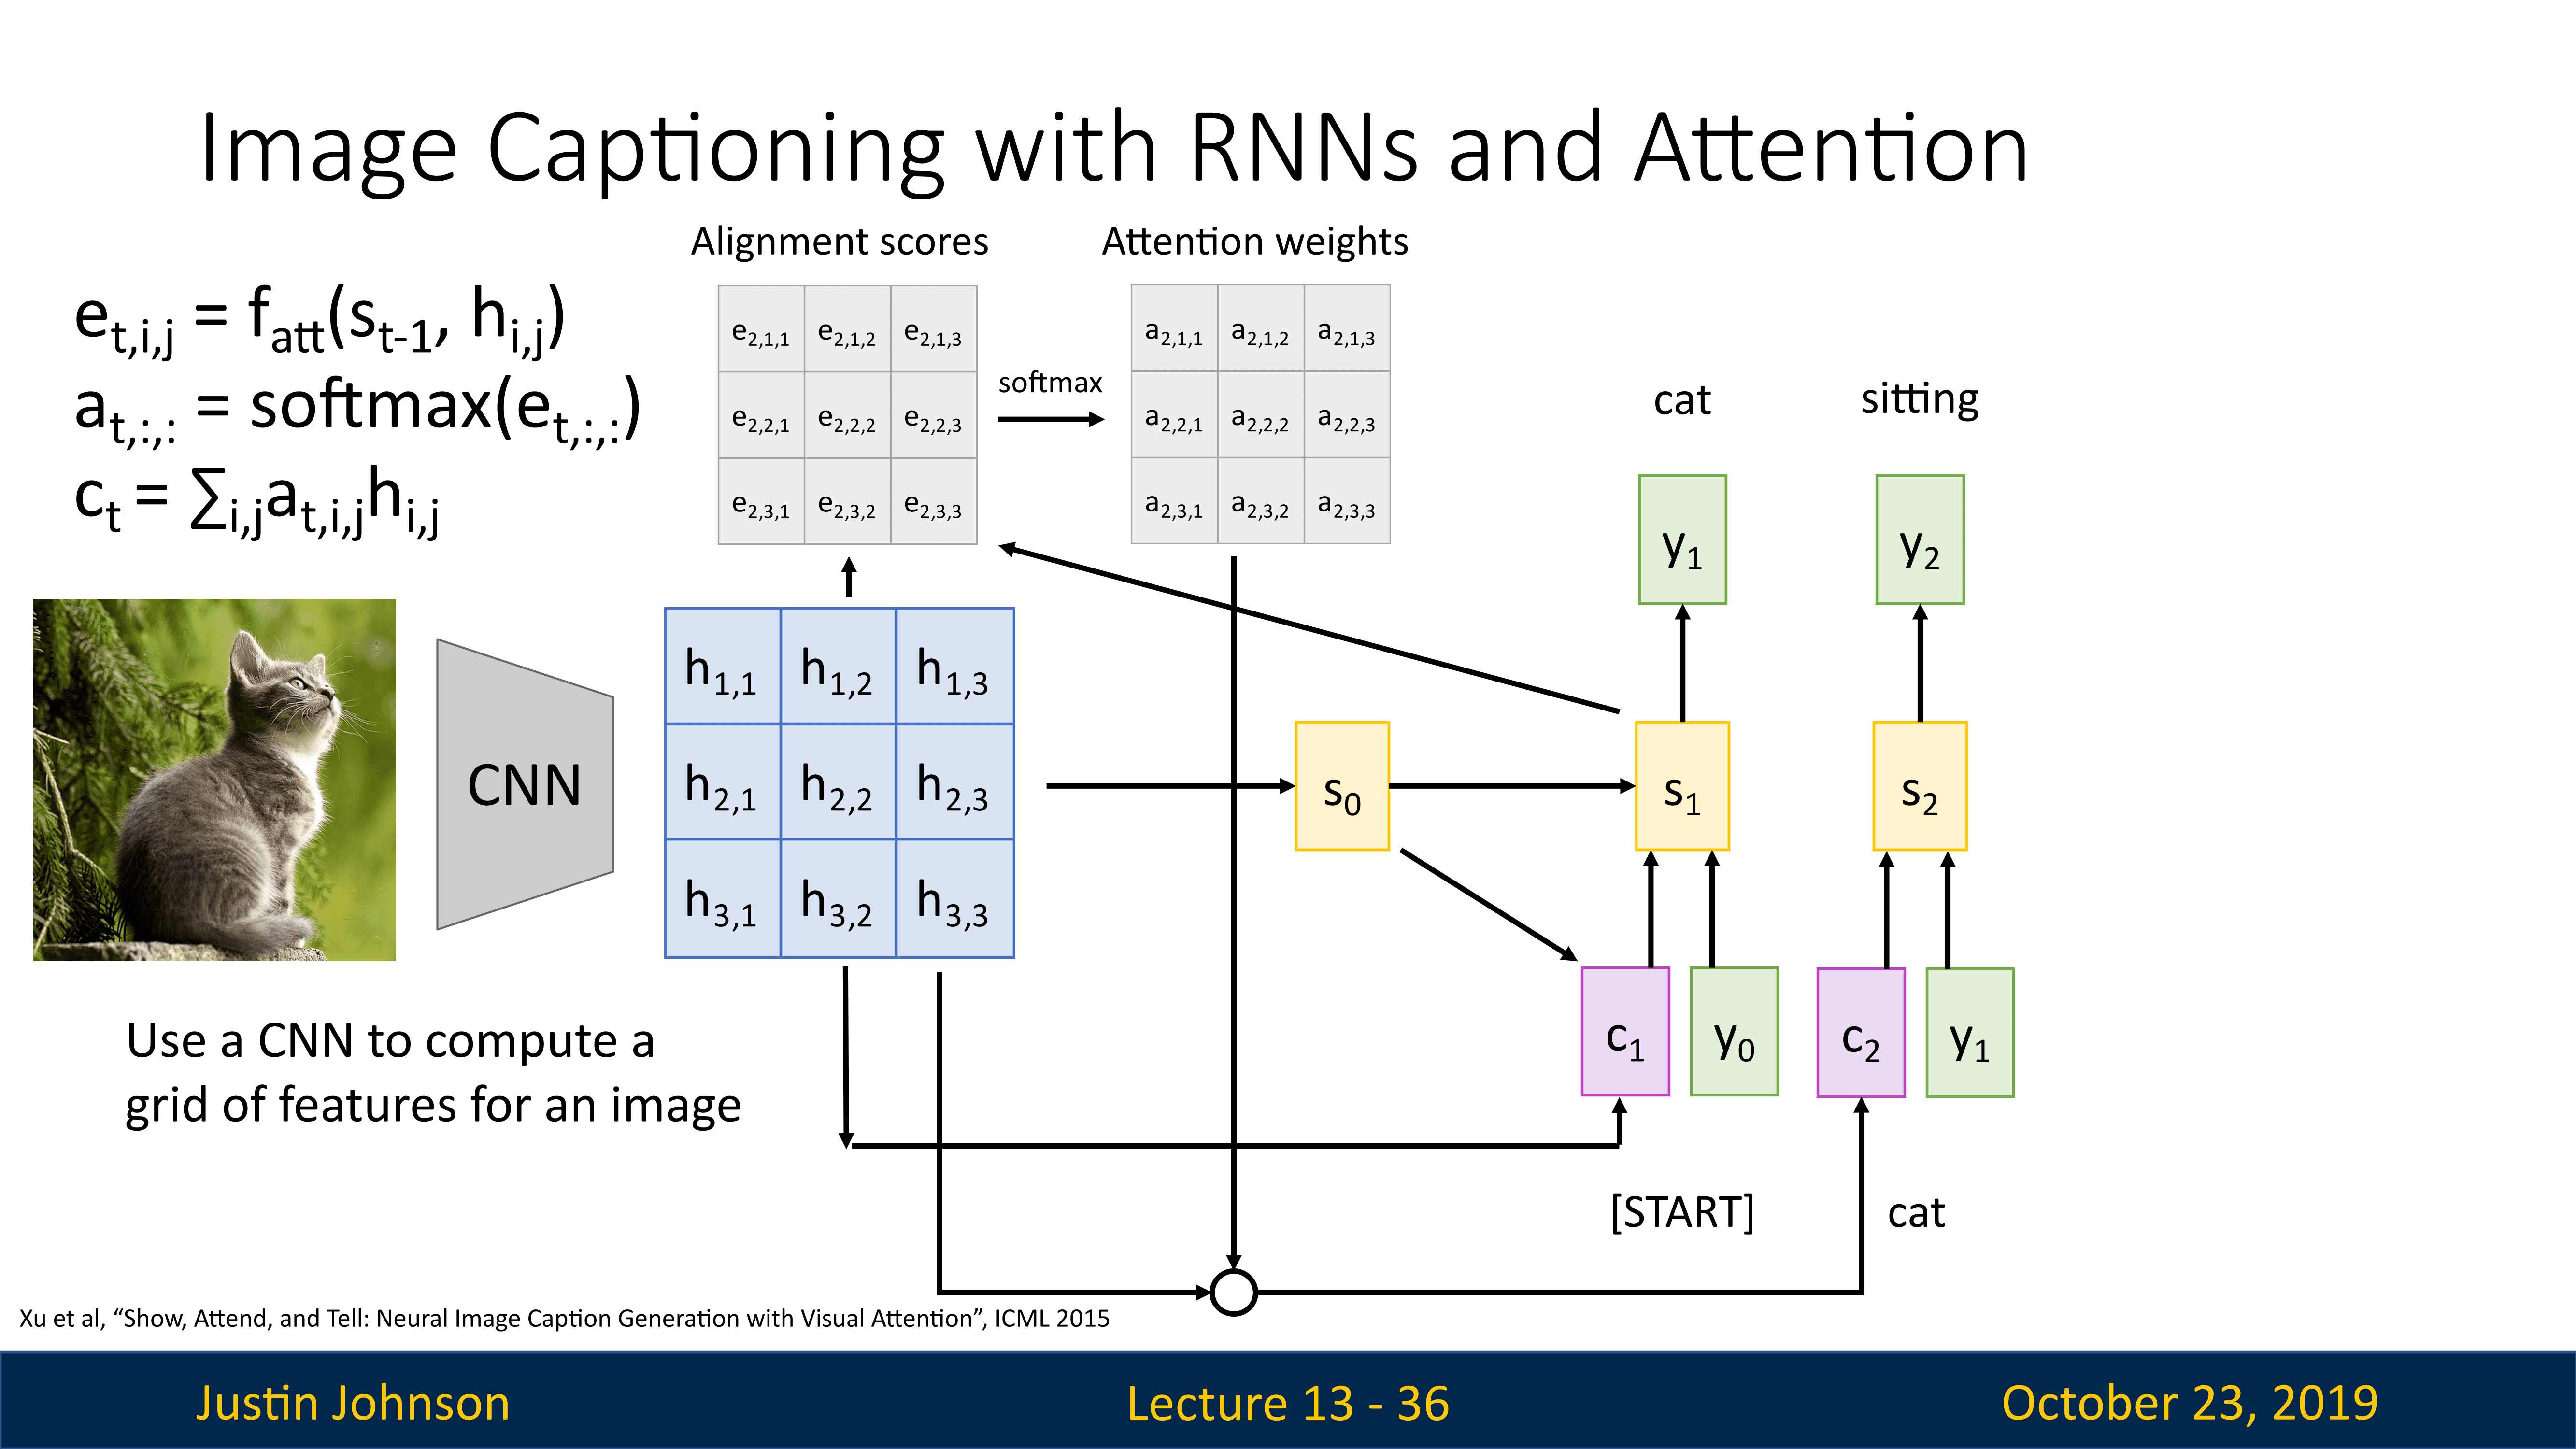 Image Captioning with RNNs and Attention
Alignment scores
Attention weights
e_{t,i,j} = f_{att}(s_{t-1}, h_{i,j})
a_{t,:,:} = softmax(e_{t,:,:})
c_t = ∑_{i,j}a_{t,i,j}h_{i,j}
e_{2,1,1} e_{2,1,2} e_{2,1,3}
e_{2,2,1} e_{2,2,2} e_{2,2,3}
e_{2,3,1} e_{2,3,2} e_{2,3,3}
softmax
a_{2,1,1} a_{2,1,2} a_{2,1,3}
a_{2,2,1} a_{2,2,2} a_{2,2,3}
a_{2,3,1} a_{2,3,2} a_{2,3,3}
cat
sitting
y_1
y_2
CNN
h_{1,1} h_{1,2} h_{1,3}
h_{2,1} h_{2,2} h_{2,3}
h_{3,1} h_{3,2} h_{3,3}
s_0
s_1
s_2
c_1
y_0
c_2
y_1
Use a CNN to compute a
grid of features for an image
[START]
cat
Xu et al, “Show, Attend, and Tell: Neural Image Caption Generation with Visual Attention”, ICML 2015
Justin Johnson
Lecture 13 - 36
October 23, 2019